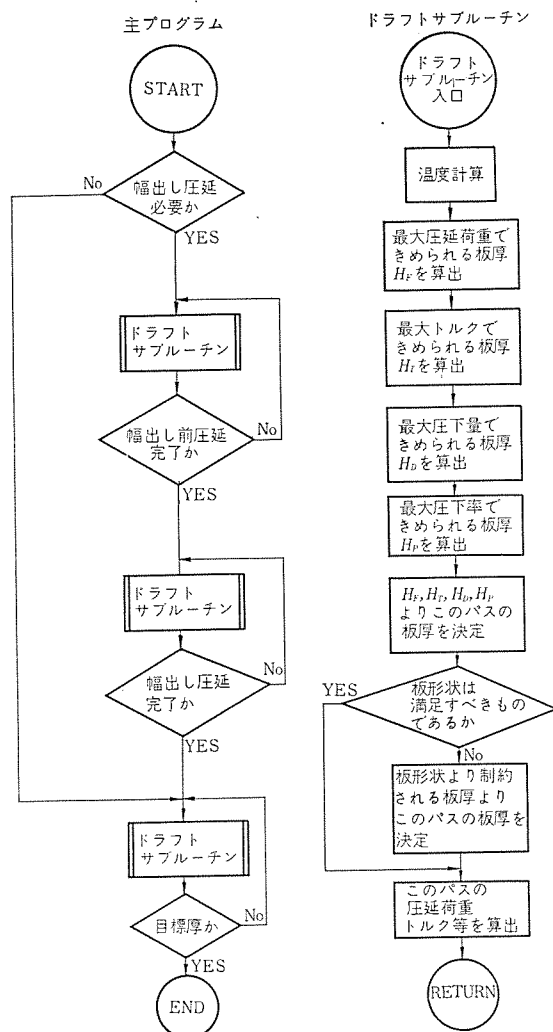 主プログラム
START
No
幅出し圧延
必要か
YES
ドラフト
サブルーチン
幅出し前圧延
完了か
No
YES
ドラフト
サブルーチン
幅出し圧延
完了か
No
YES
ドラフト
サブルーチン
目標厚か
No
YES
END
ドラフトサブルーチン
ドラフト
サブルーチン
入口
温度計算
最大圧延荷重で
きめられる板厚
H_Fを算出
最大トルクで
きめられる板厚
H_Tを算出
最大圧下量で
きめられる板厚
H_Dを算出
最大圧下率で
きめられる板厚
H_Pを算出
H_F, H_T, H_D, H_P
よりこのパスの
板厚を決定
YES
板形状は
満足すべきもの
であるか
No
板形状より制約
される板厚より
このパスの板厚を
決定
このパスの
圧延荷重
トルク等を算出
RETURN